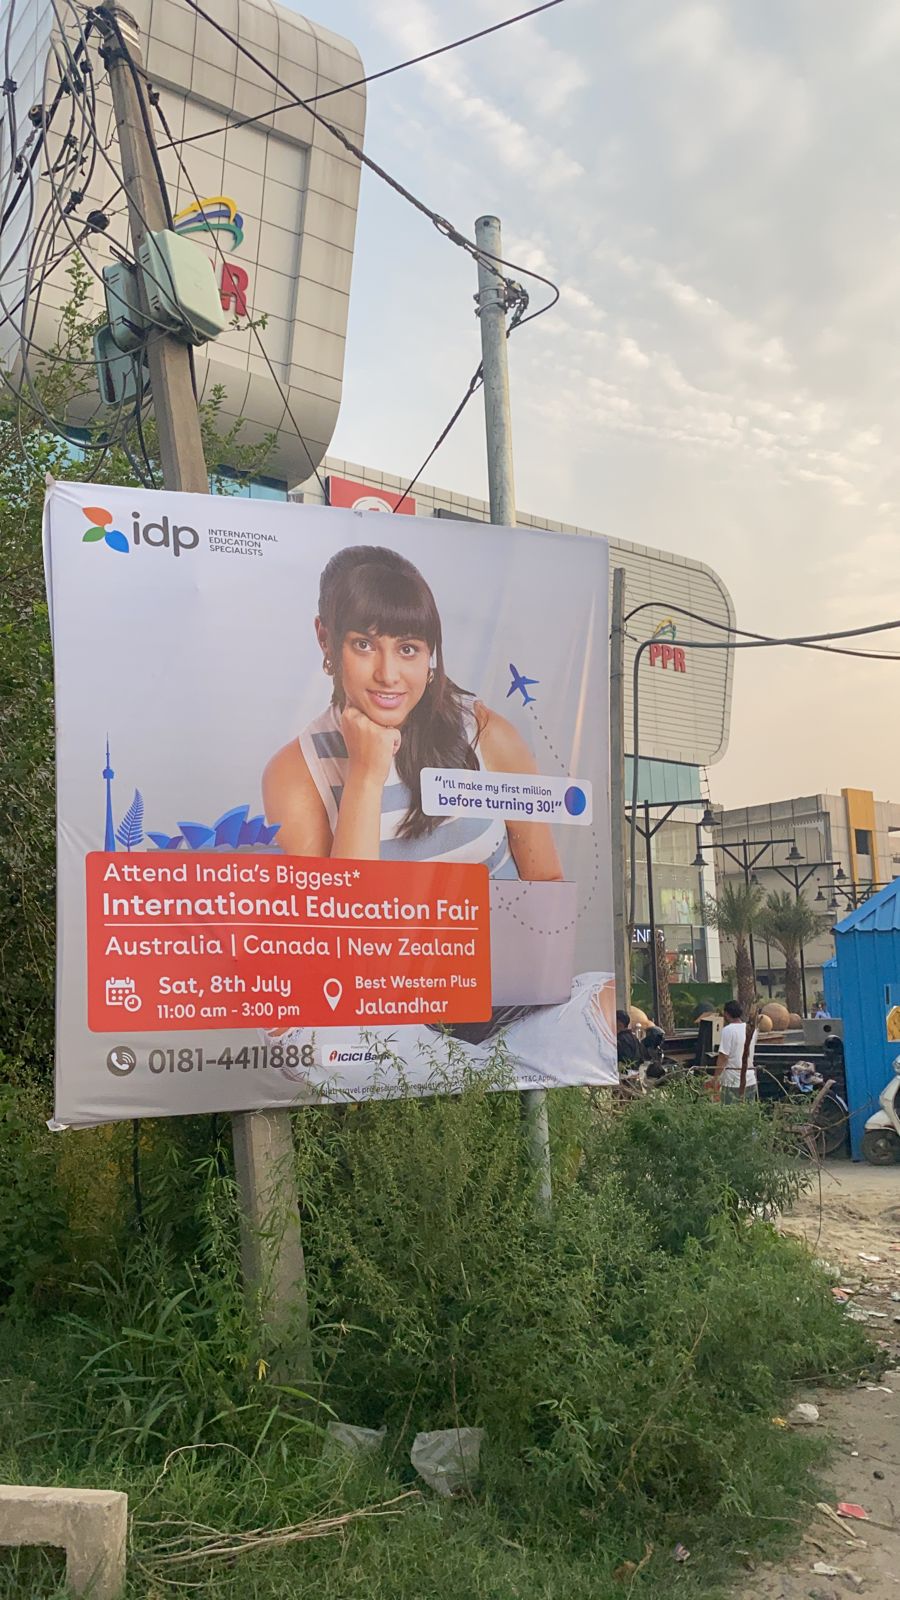 PPR
idp
INTERNATIONAL
EDUCATION
SPECIALISTS
"I'll make my first million
before turning 30!"
Attend India's Biggest*
International Education Fair
Australia | Canada | New Zealand
Sat, 8th July
11:00 am - 3:00 pm
Best Western Plus
Jalandhar
0181-4411888
ICICI Bank
*T&C Apply